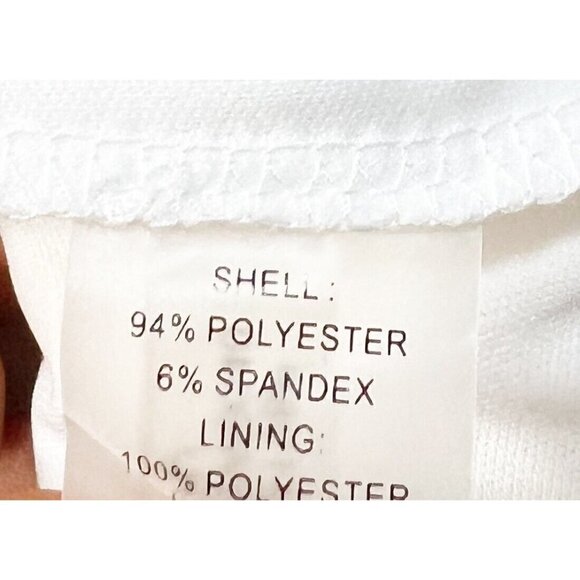 SHELL:
94% POLYESTER
6% SPANDEX
LINING:
100% POLYESTER